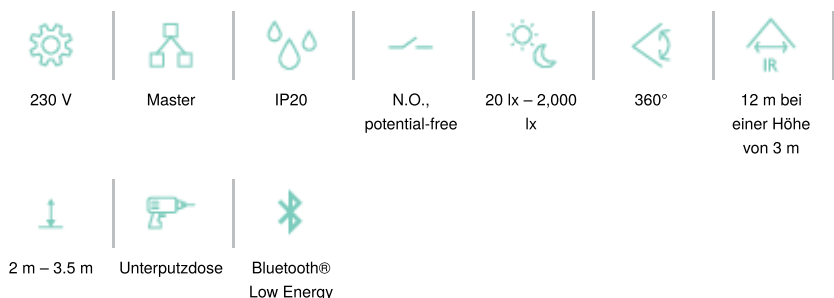 IR
230 V
Master
IP20
N.O.,
potential-free
20 lx – 2,000
lx
360°
12 m bei
einer Höhe
von 3 m
2 m – 3.5 m
Unterputzdose
Bluetooth®
Low Energy